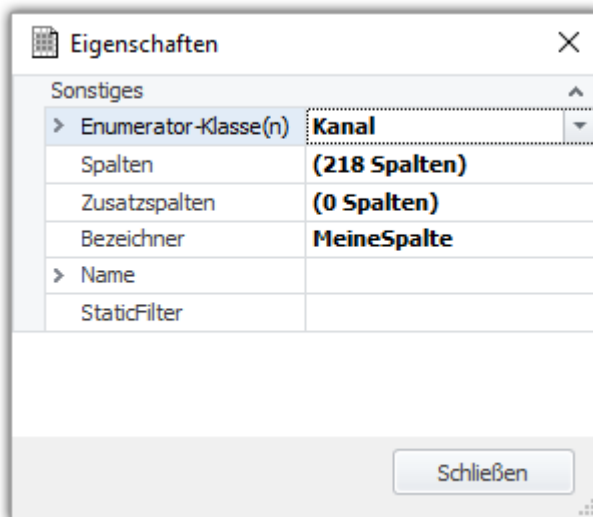 Eigenschaften
Sonstiges
Enumerator-Klasse(n) Kanal
Spalten (218 Spalten)
Zusatzspalten (0 Spalten)
Bezeichner MeineSpalte
Name
StaticFilter
Schließen